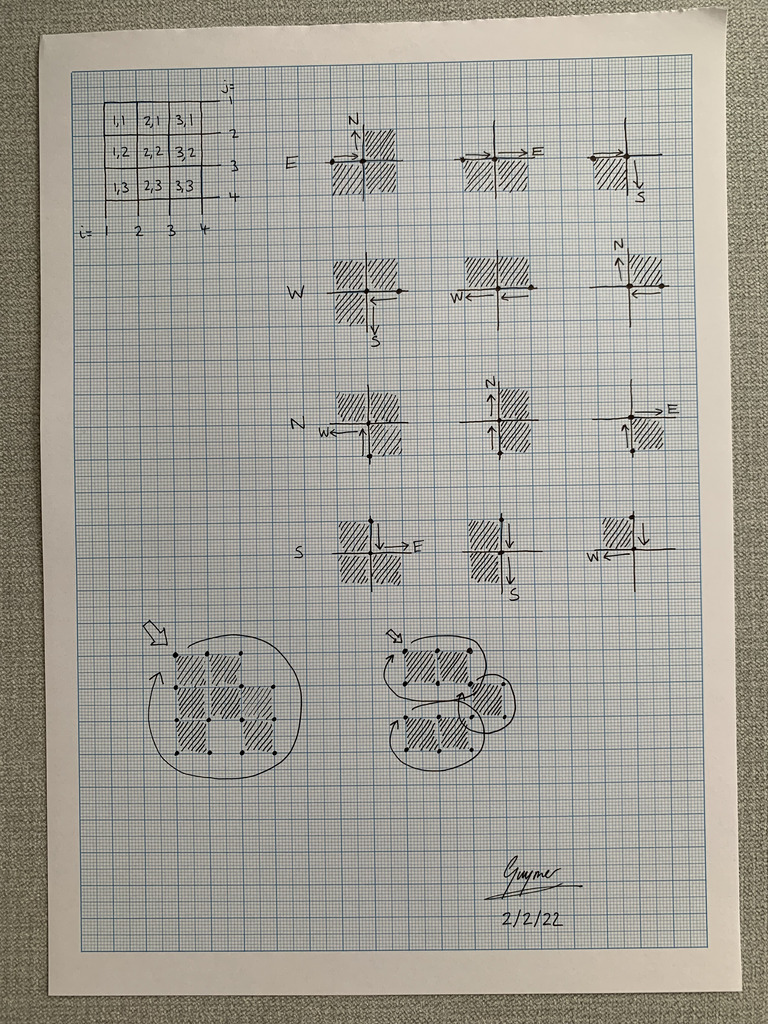 j=
1
1,1 2,1 3,1
2
1,2 2,2 3,2
3
1,3 2,3 3,3
4
i= 1 2 3 4
E N E S
W S W N
N W N E
S E S W
Guymer
2/2/22